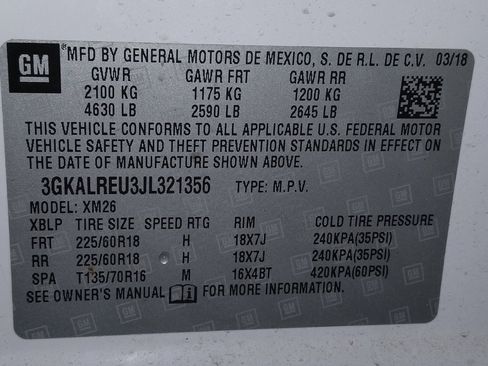 GM MFD BY GENERAL MOTORS DE MEXICO, S. DE R.L. DE C.V. 03/18
GVWR GAWR FRT GAWR RR
2100 KG 1175 KG 1200 KG
4630 LB 2590 LB 2645 LB
THIS VEHICLE CONFORMS TO ALL APPLICABLE U.S. FEDERAL MOTOR
VEHICLE SAFETY AND THEFT PREVENTION STANDARDS IN EFFECT ON THE DATE
OF MANUFACTURE SHOWN ABOVE.
3GKALREU3JL321356 TYPE: M.P.V.
MODEL: XM26
XBLP TIRE SIZE SPEED RTG RIM COLD TIRE PRESSURE
FRT 225/60R18 H 18X7J 240KPA(35PSI)
RR 225/60R18 H 18X7J 240KPA(35PSI)
SPA T135/70R16 M 16X4BT 420KPA(60PSI)
SEE OWNER'S MANUAL FOR MORE INFORMATION.